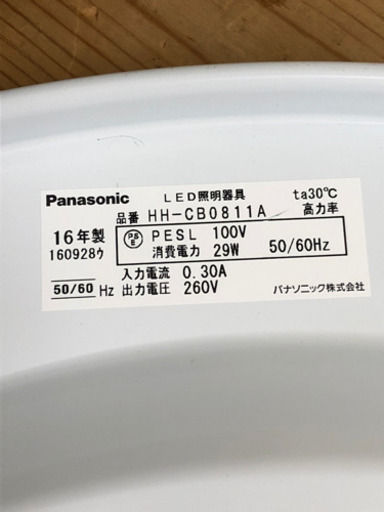 Panasonic LED照明器具 ta30℃
品番 HH-CB0811A 高力率
16年製 PSE PESL 100V
160928ウ 消費電力 29W 50/60Hz
入力電流 0.30A
50/60 Hz 出力電圧 260V パナソニック株式会社